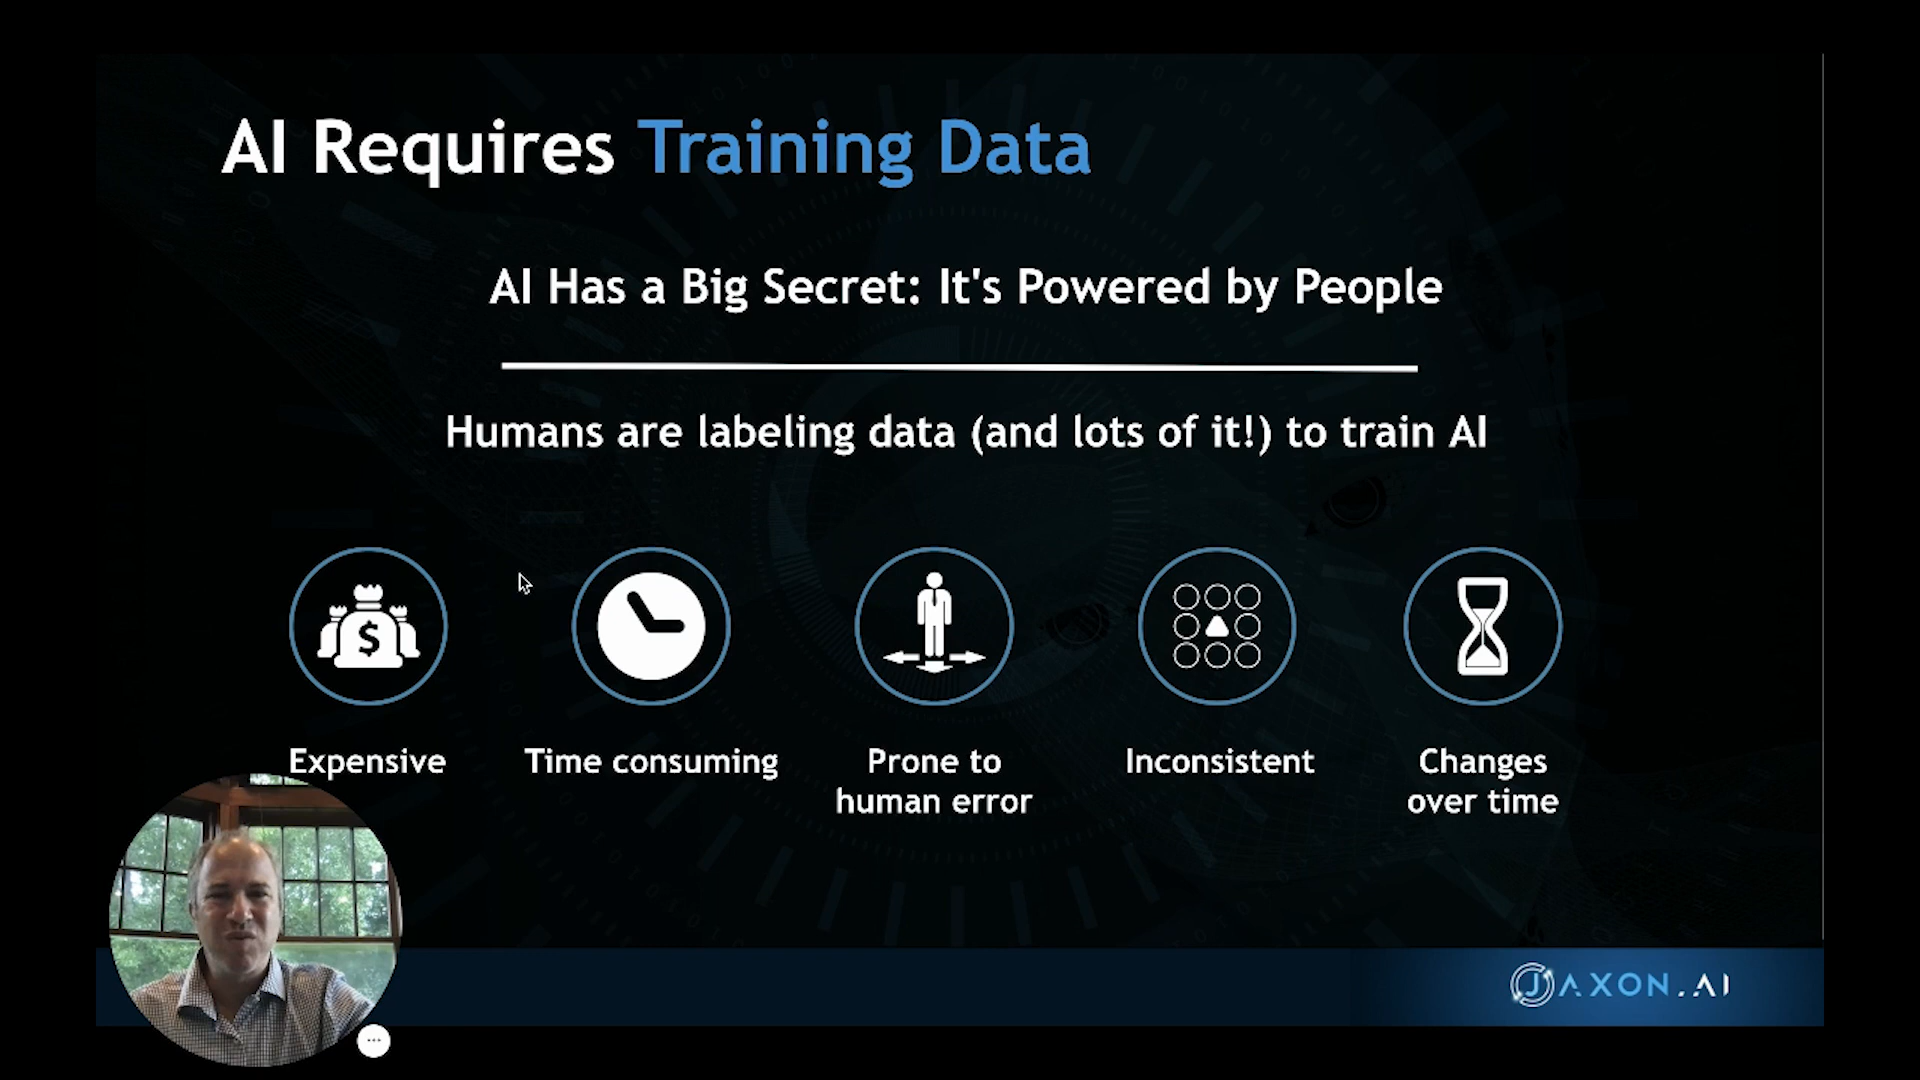 AI Requires Training Data
AI Has a Big Secret: It's Powered by People
Humans are labeling data (and lots of it!) to train AI
$
Expensive
Time consuming
Prone to
human error
Inconsistent
Changes
over time
JAXON.AI